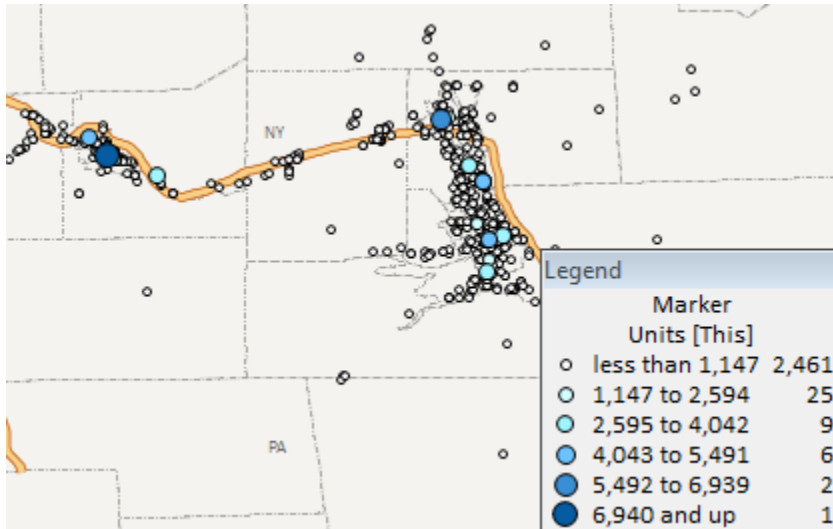 NY
PA
Legend
Marker
Units [This]
less than 1,147 2,461
1,147 to 2,594 25
2,595 to 4,042 9
4,043 to 5,491 6
5,492 to 6,939 2
6,940 and up 1